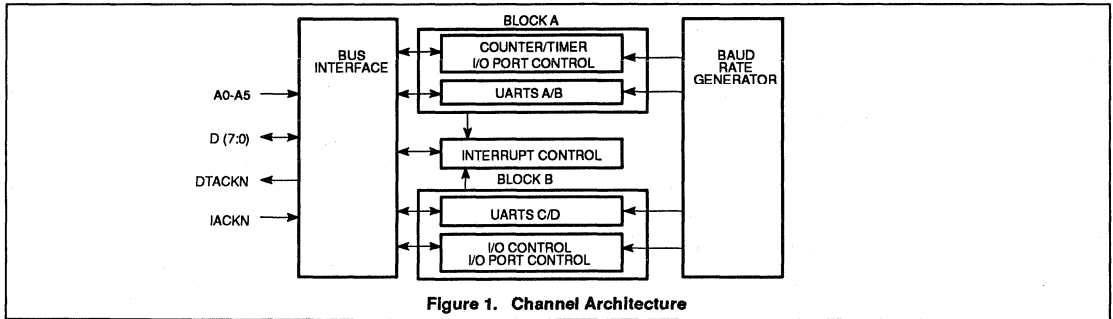 BLOCK A
BUS
INTERFACE
COUNTER/TIMER
I/O PORT CONTROL
BAUD
RATE
GENERATOR
A0-A5
UARTS A/B
D (7:0)
INTERRUPT CONTROL
DTACKN
BLOCK B
IACKN
UARTS C/D
I/O CONTROL
I/O PORT CONTROL
Figure 1. Channel Architecture